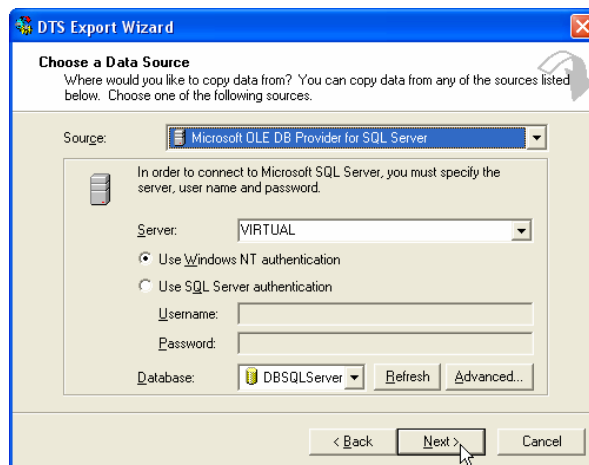 DTS Export Wizard
Choose a Data Source
Where would you like to copy data from? You can copy data from any of the sources listed
below. Choose one of the following sources.
Source: Microsoft OLE DB Provider for SQL Server
In order to connect to Microsoft SQL Server, you must specify the
server, user name and password.
Server: VIRTUAL
Use Windows NT authentication
Use SQL Server authentication
Username:
Password:
Database: DBSQLServer Refresh Advanced...
< Back Next > Cancel